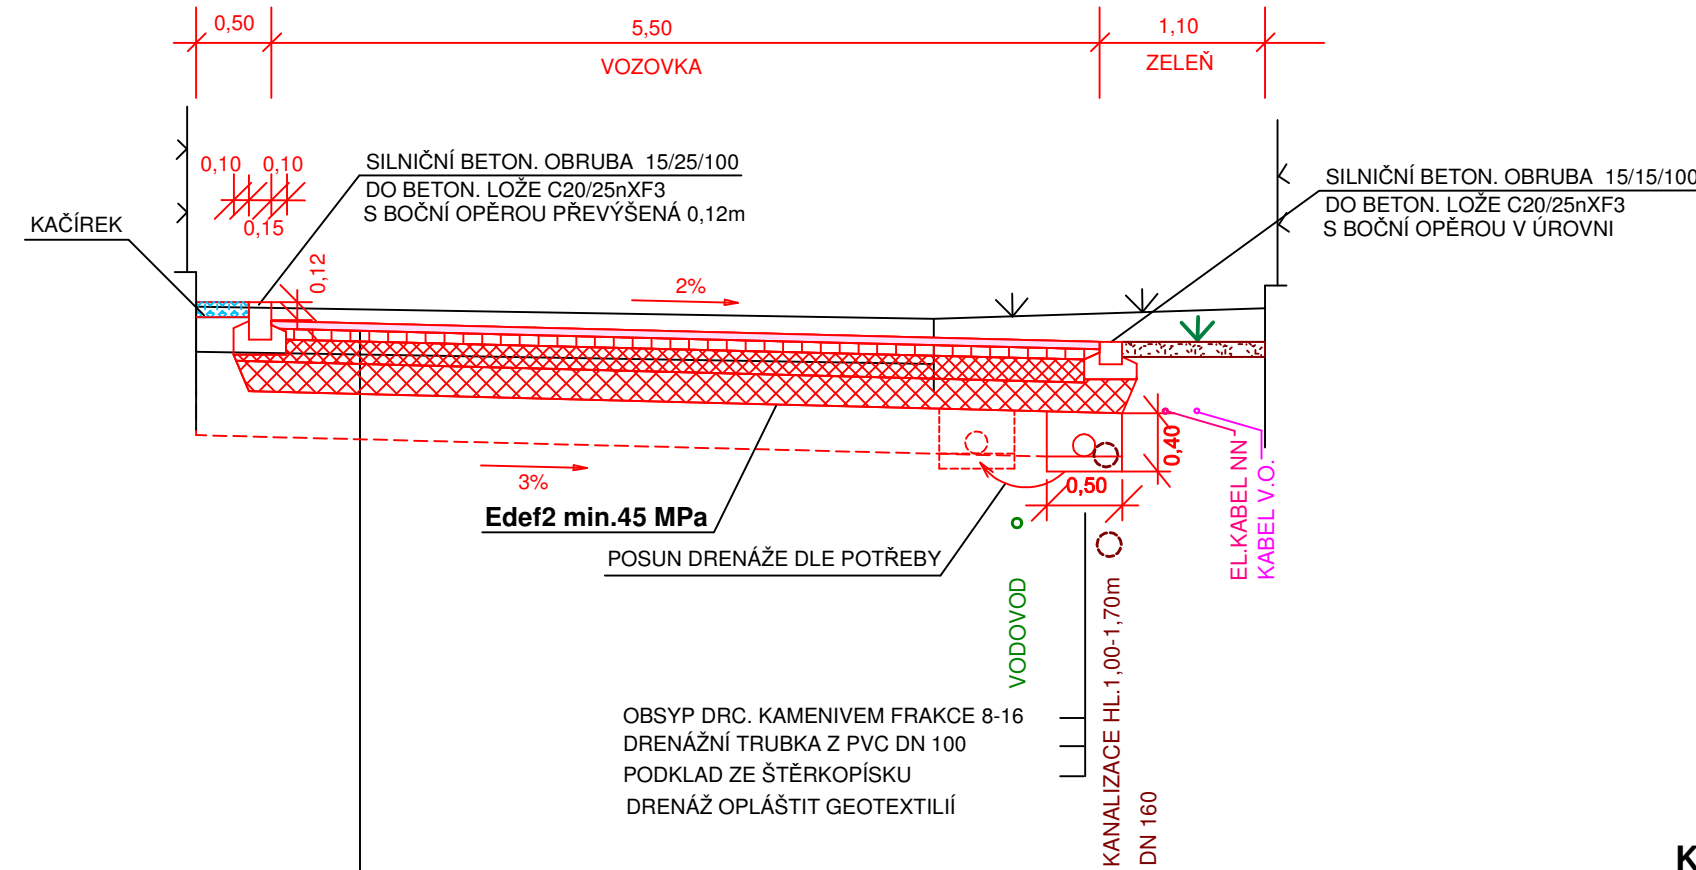 0,50
5,50
1,10
VOZOVKA
ZELEŇ
0,10
0,10
0,15
SILNIČNÍ BETON. OBRUBA 15/25/100
DO BETON. LOŽE C20/25nXF3
S BOČNÍ OPĚROU PŘEVÝŠENÁ 0,12m
SILNIČNÍ BETON. OBRUBA 15/15/100
DO BETON. LOŽE C20/25nXF3
S BOČNÍ OPĚROU V ÚROVNI
KAČÍREK
0,12
2%
3%
0,40
0,50
Edef2 min.45 MPa
POSUN DRENÁŽE DLE POTŘEBY
EL.KABEL NN
KABEL V.O.
VODOVOD
KANALIZACE HL.1,00-1,70m
DN 160
OBSYP DRC. KAMENIVEM FRAKCE 8-16
DRENÁŽNÍ TRUBKA Z PVC DN 100
PODKLAD ZE ŠTĚRKOPÍSKU
DRENÁŽ OPLÁŠTIT GEOTEXTILIÍ
K